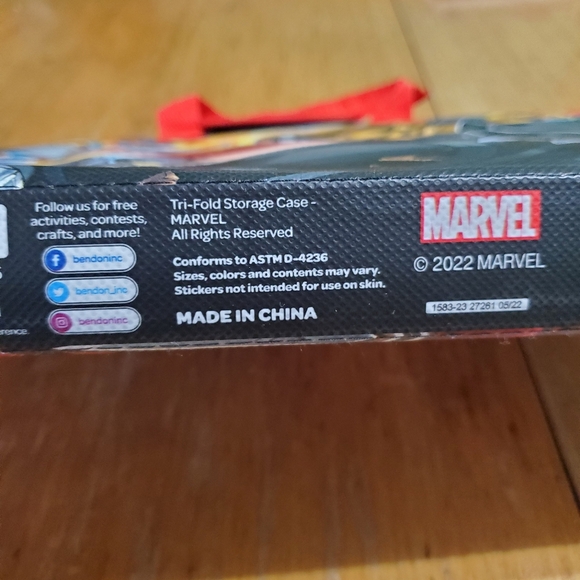 Follow us for free
activities, contests,
crafts, and more!
bendoninc
bendon_inc
bendoninc
Tri-Fold Storage Case -
MARVEL
All Rights Reserved
Conforms to ASTM D-4236
Sizes, colors and contents may vary.
Stickers not intended for use on skin.
MADE IN CHINA
MARVEL
© 2022 MARVEL
1583-23 27261 05/22